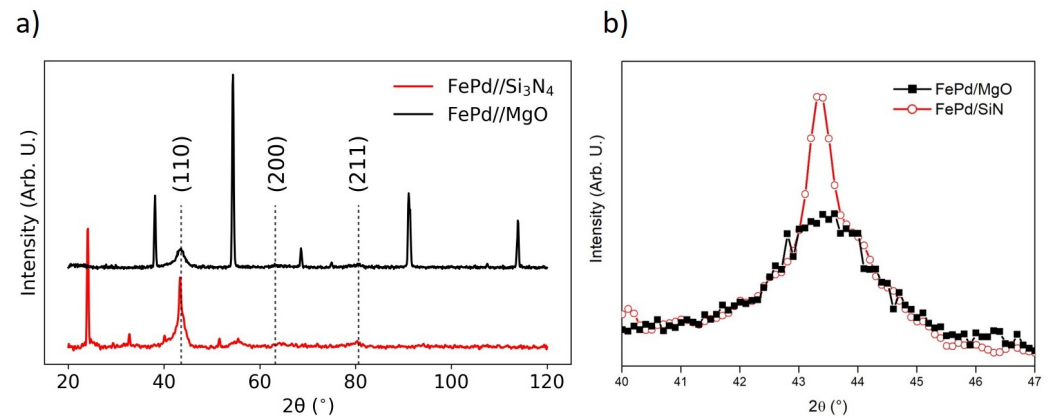 a)
FePd//Si₃N₄
FePd//MgO
(110)
(200)
(211)
Intensity (Arb. U.)
20 40 60 80 100 120
2θ (°)
b)
FePd/MgO
FePd/SiN
Intensity (Arb. U.)
40 41 42 43 44 45 46 47
2θ (°)